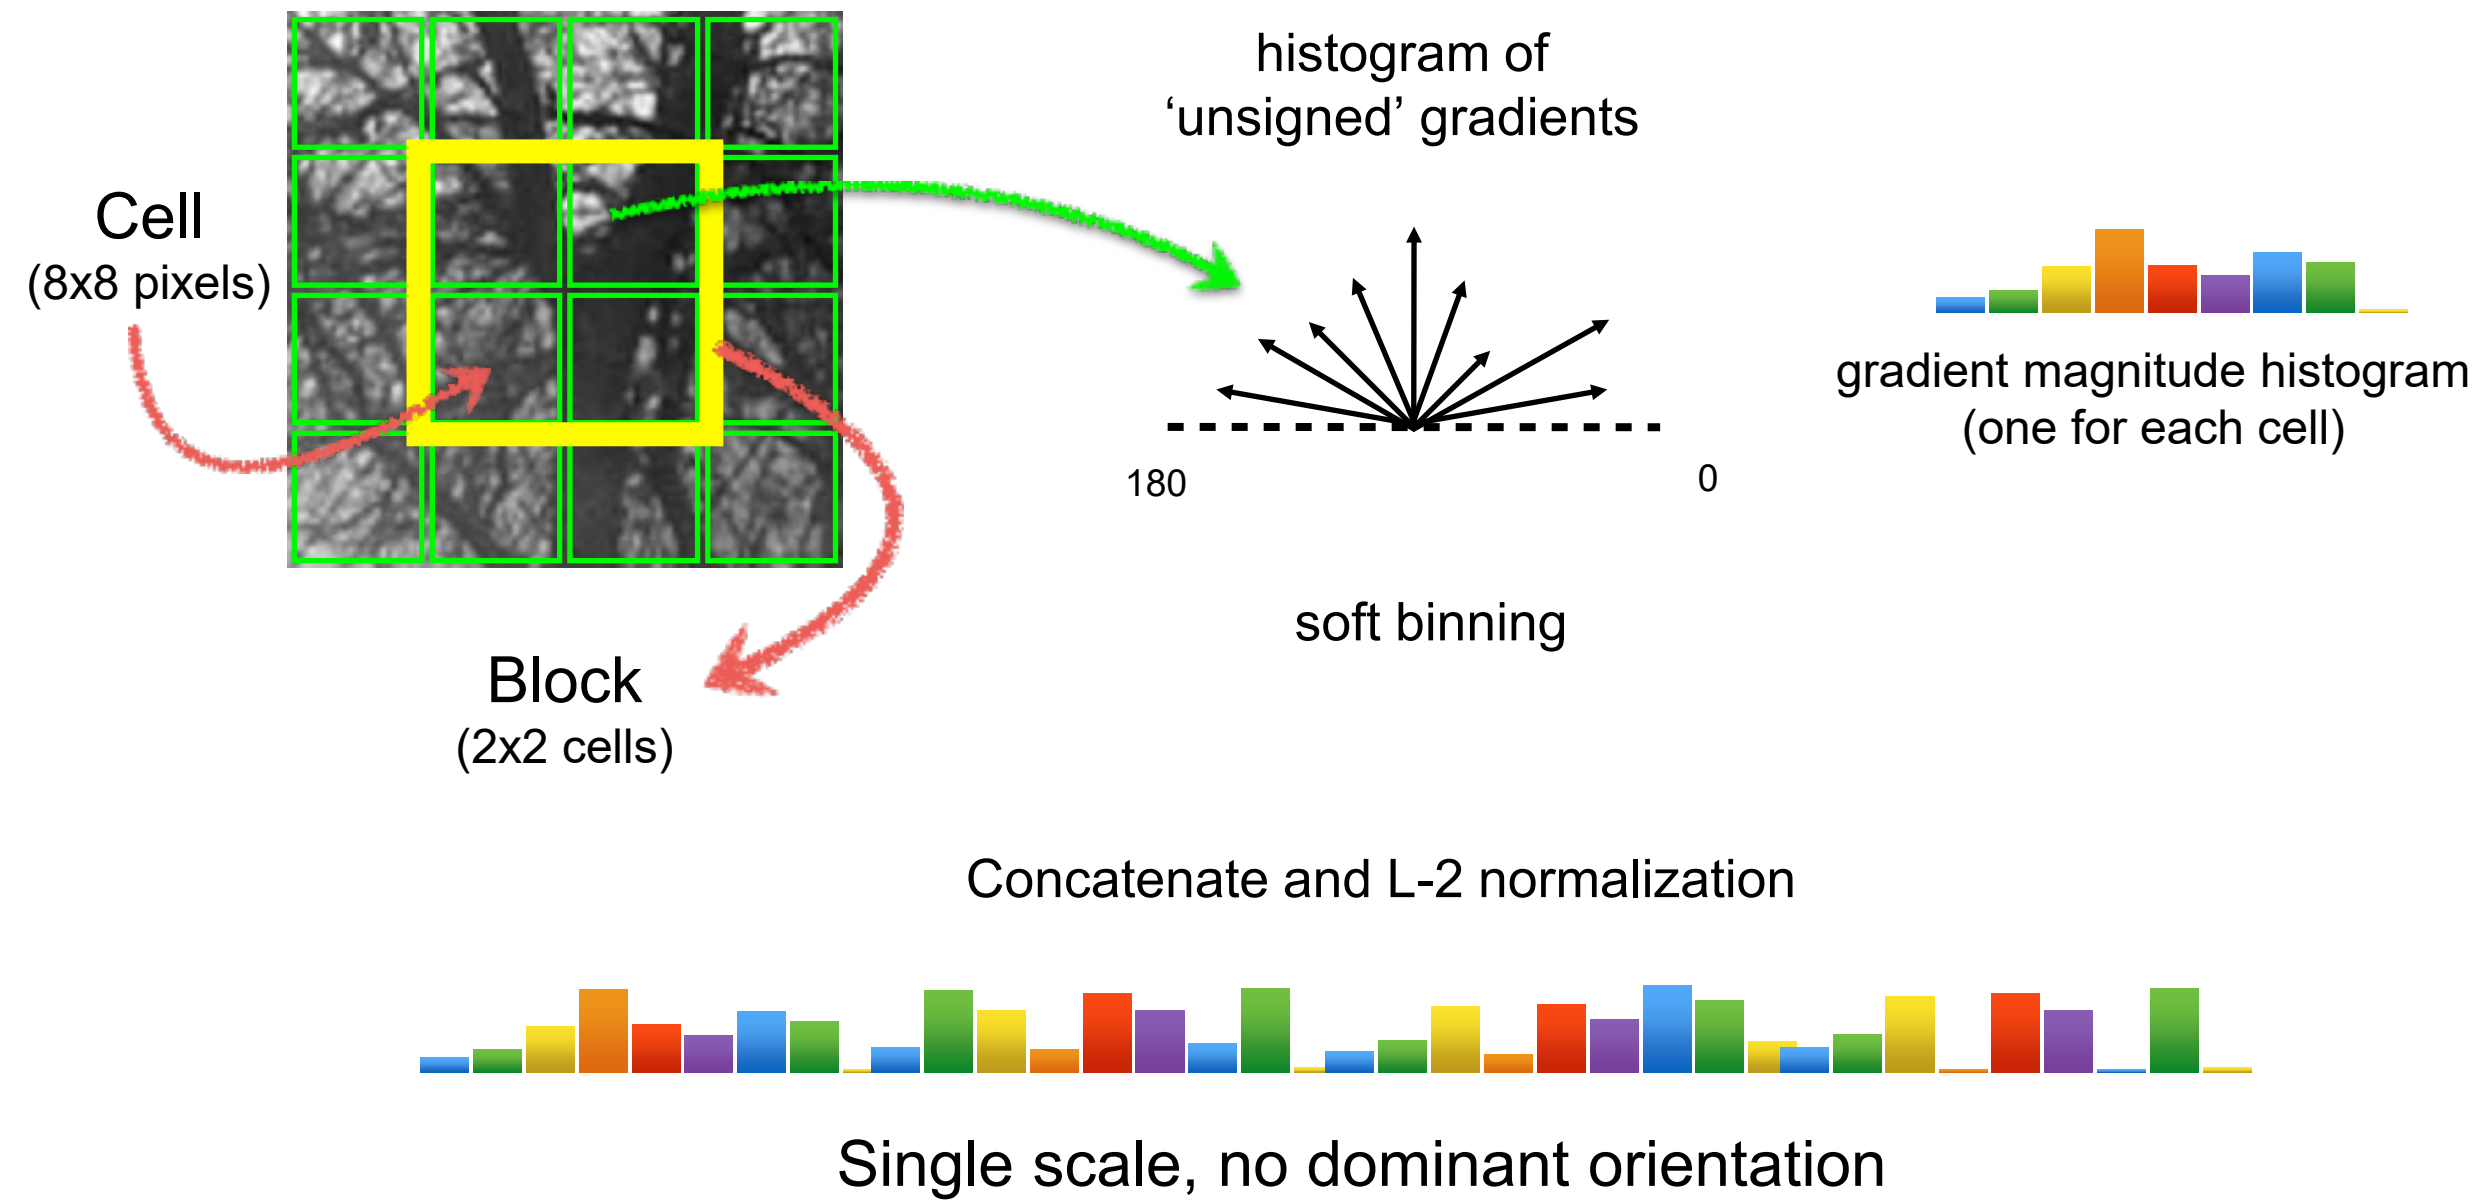 histogram of
‘unsigned’ gradients
Cell
(8x8 pixels)
gradient magnitude histogram
(one for each cell)
180
0
soft binning
Block
(2x2 cells)
Concatenate and L-2 normalization
Single scale, no dominant orientation